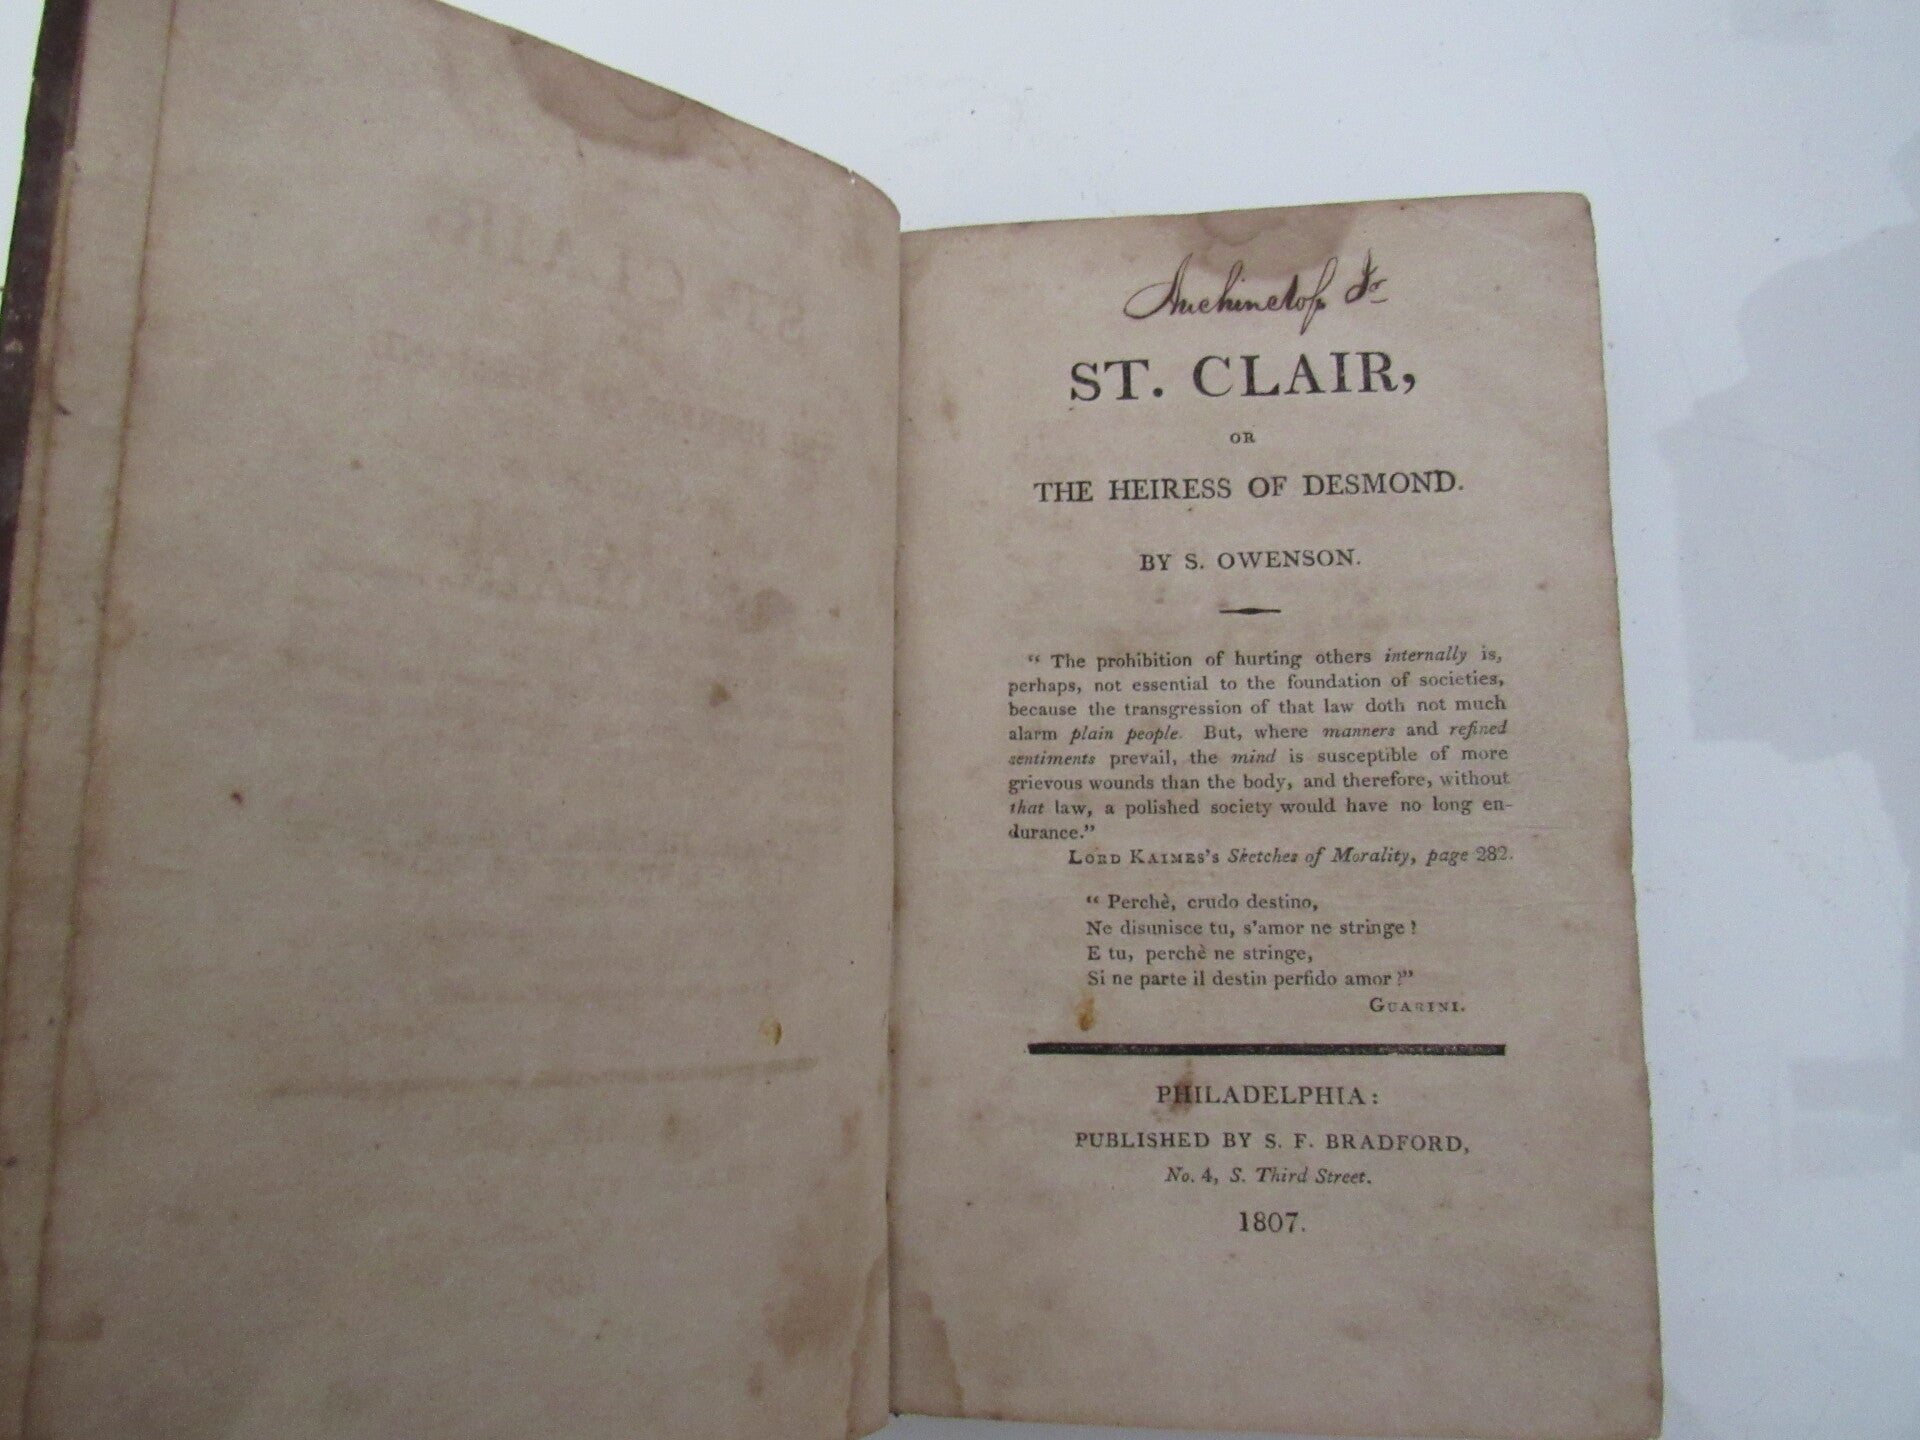 Auchincloss Jr
ST. CLAIR,
OR
THE HEIRESS OF DESMOND.
BY S. OWENSON.
“ The prohibition of hurting others internally is,
perhaps, not essential to the foundation of societies,
because the transgression of that law doth not much
alarm plain people. But, where manners and refined
sentiments prevail, the mind is susceptible of more
grievous wounds than the body, and therefore, without
that law, a polished society would have no long en-
durance.”
LORD KAIMES's Sketches of Morality, page 282.
“ Perchè, crudo destino,
Ne disunisce tu, s'amor ne stringe !
E tu, perchè ne stringe,
Si ne parte il destin perfido amor ?”
GUARINI.
PHILADELPHIA:
PUBLISHED BY S. F. BRADFORD,
No. 4, S. Third Street.
1807.